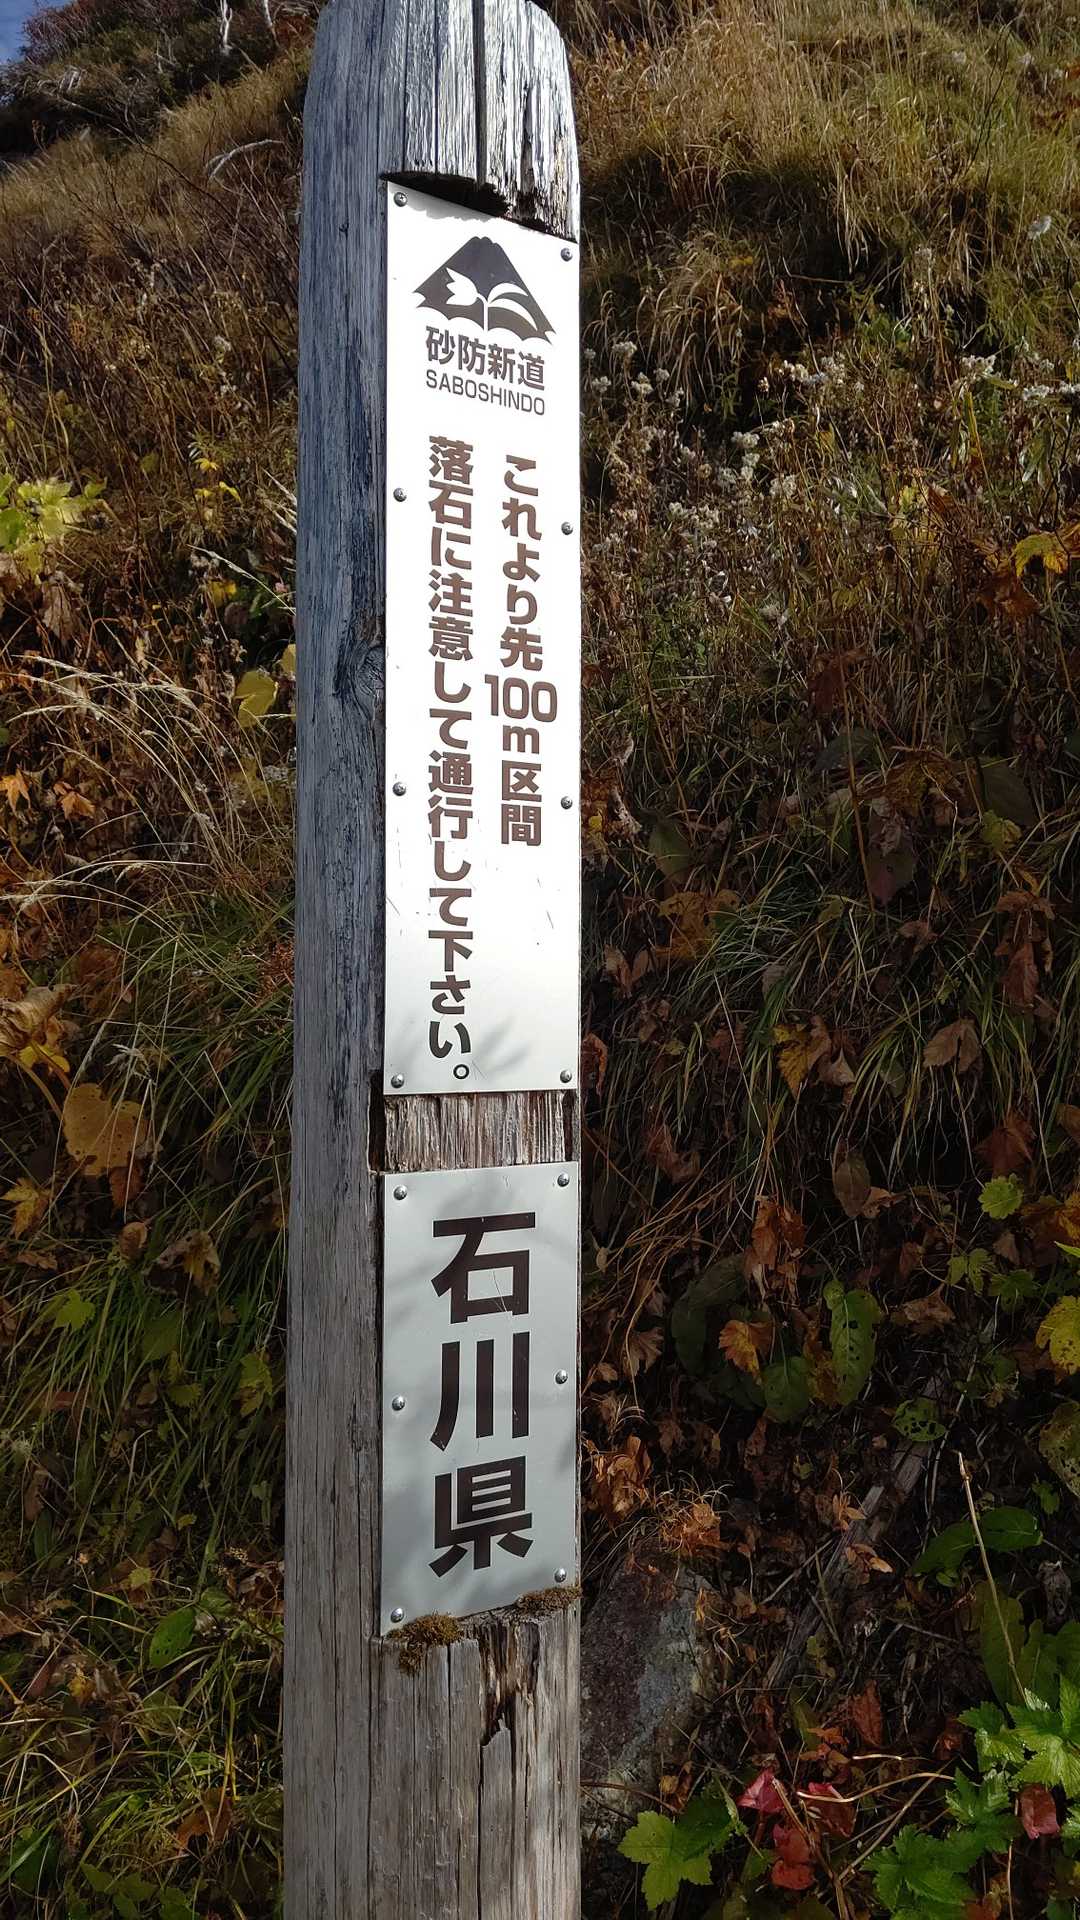 砂防新道
SABOSHINDO
これより先100m区間
落石に注意して通行して下さい。
石川県